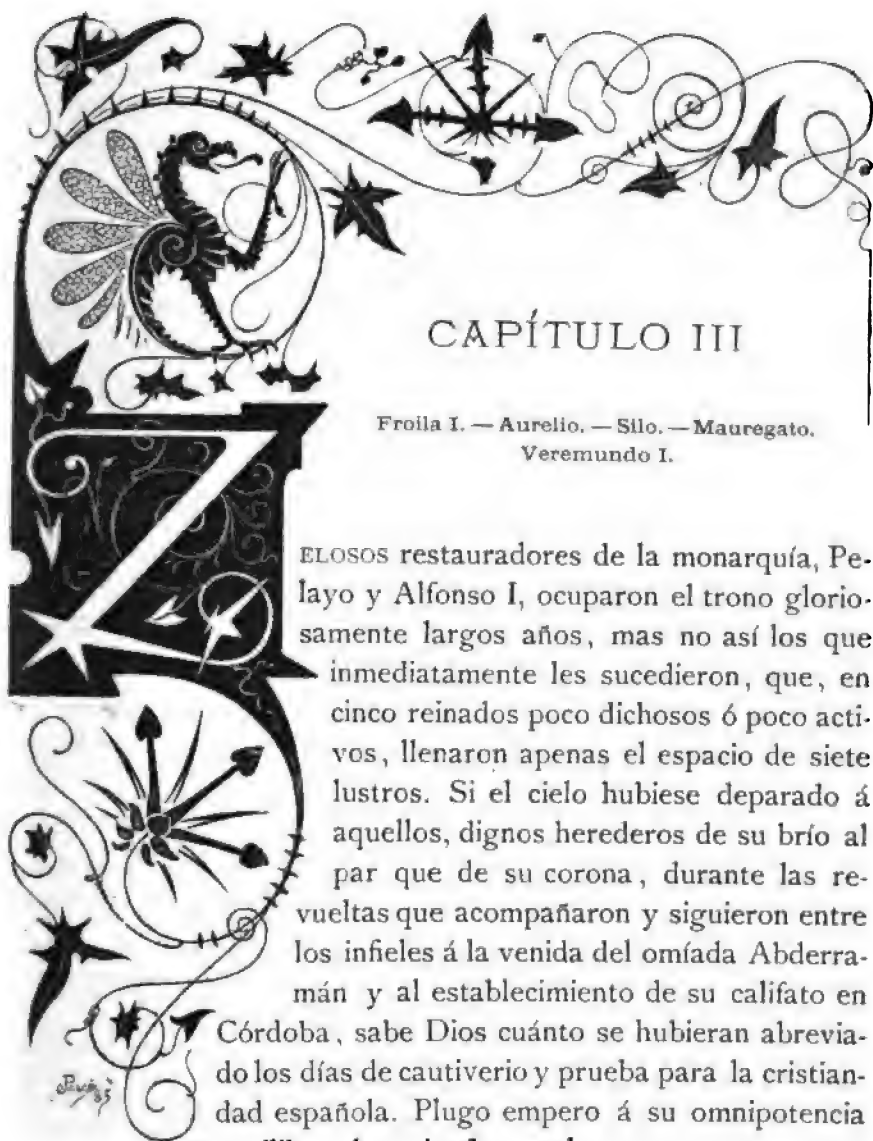 CAPÍTULO III
Froila I. — Aurelio. — Silo. — Mauregato.
Veremundo I.
ZELOSOS restauradores de la monarquía, Pe-
layo y Alfonso I, ocuparon el trono glorio-
samente largos años, mas no así los que
inmediatamente les sucedieron, que, en
cinco reinados poco dichosos ó poco acti-
vos, llenaron apenas el espacio de siete
lustros. Si el cielo hubiese deparado á
aquellos, dignos herederos de su brío al
par que de su corona, durante las re-
vueltas que acompañaron y siguieron entre
los infieles á la venida del omíada Abderra-
mán y al establecimiento de su califato en
Córdoba, sabe Dios cuánto se hubieran abrevia-
do los días de cautiverio y prueba para la cristian-
dad española. Plugo empero á su omnipotencia